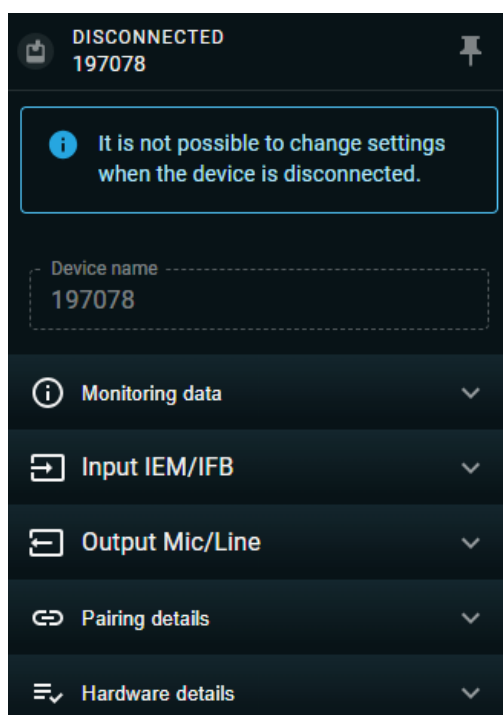 DISCONNECTED
197078
It is not possible to change settings
when the device is disconnected.
Device name
197078
Monitoring data
Input IEM/IFB
Output Mic/Line
Pairing details
Hardware details